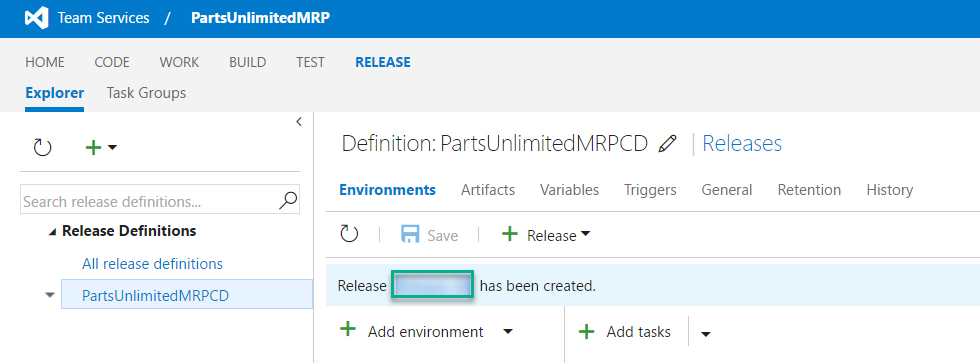 Team Services / PartsUnlimitedMRP
HOME CODE WORK BUILD TEST RELEASE
Explorer Task Groups
Definition: PartsUnlimitedMRPCD | Releases
Environments Artifacts Variables Triggers General Retention History
Search release definitions...
Release Definitions
Save
Release
All release definitions
PartsUnlimitedMRPCD
Release has been created.
Add environment
Add tasks